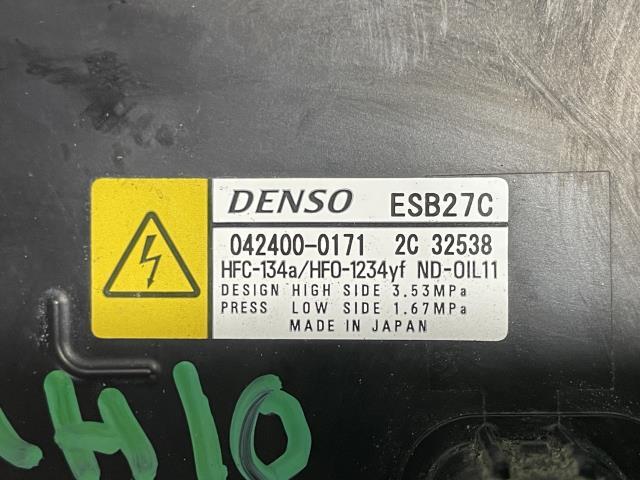 DENSO ESB27C
042400-0171 2C 32538
HFC-134a/HFO-1234yf ND-OIL11
DESIGN HIGH SIDE 3.53MPa
PRESS LOW SIDE 1.67MPa
MADE IN JAPAN
H10